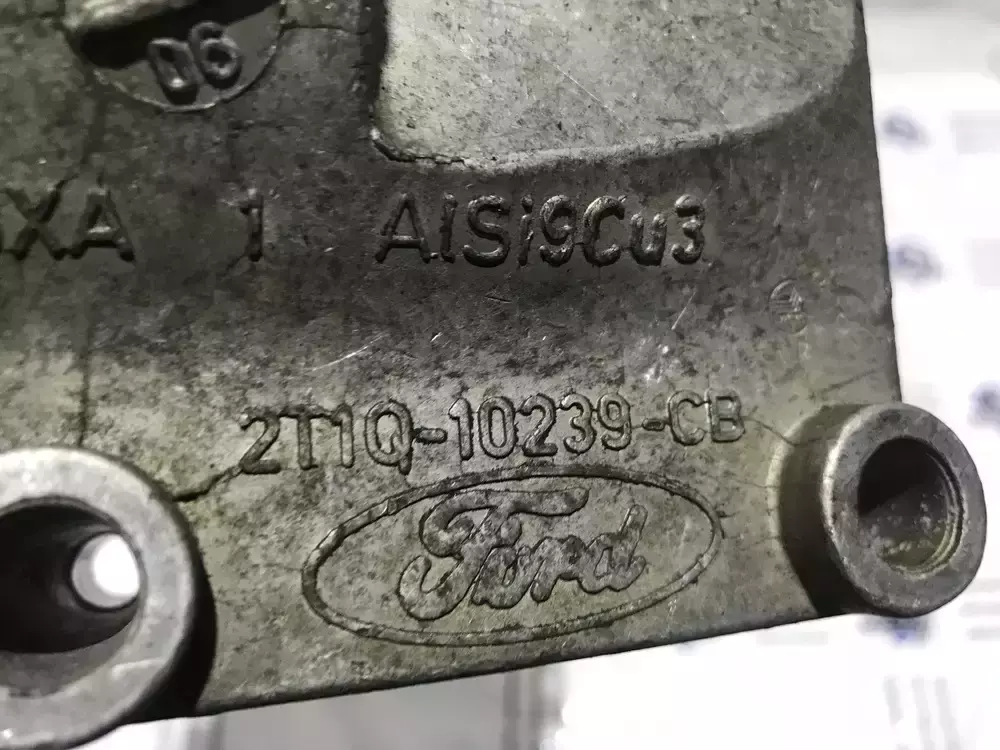 06
XA 1 AlSi9Cu3
2T1Q-10239-CB
Ford